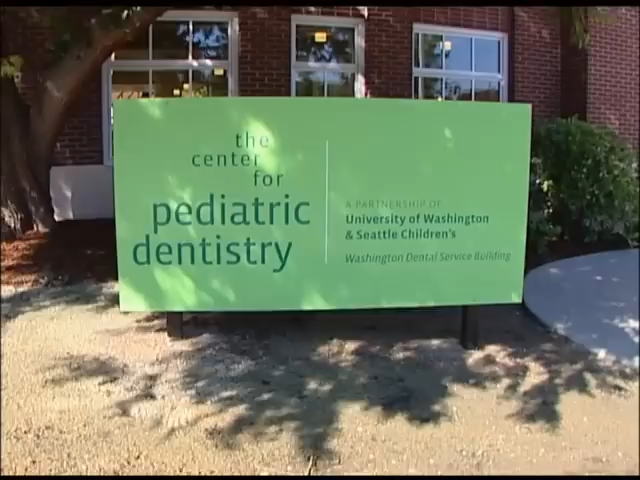 the
center
for
pediatric
dentistry
A PARTNERSHIP OF
University of Washington
& Seattle Children's
Washington Dental Service Building